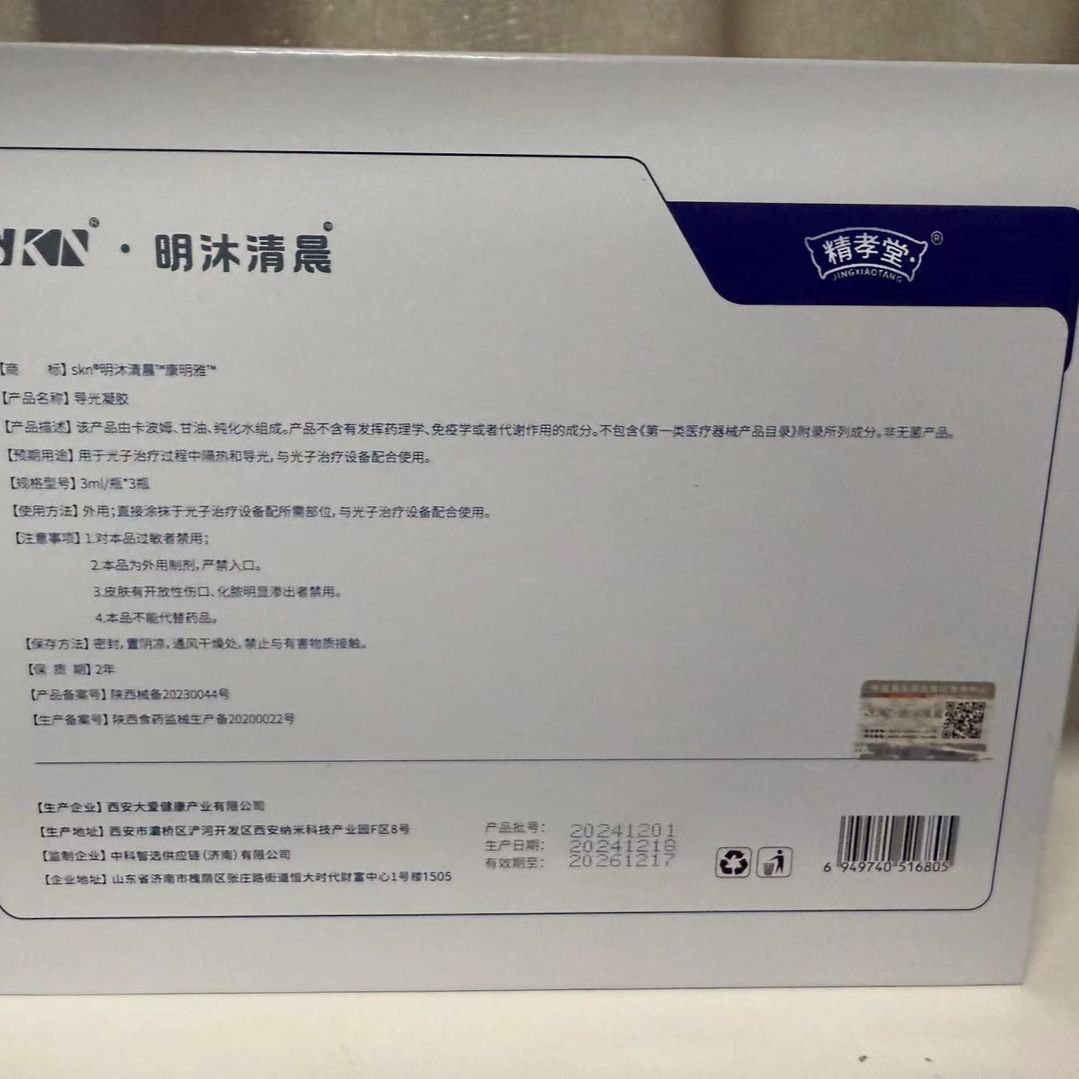 SKN® · 明沐清晨™
精孝堂®
JINGXIAOTANG
【商 标】skn®明沐清晨™康明雅™
【产品名称】导光凝胶
【产品描述】该产品由卡波姆、甘油、纯化水组成。产品不含有发挥药理学、免疫学或者代谢作用的成分。不包含《第一类医疗器械产品目录》附录所列成分。非无菌产品。
【预期用途】用于光子治疗过程中隔热和导光,与光子治疗设备配合使用。
【规格型号】3ml/瓶*3瓶
【使用方法】外用;直接涂抹于光子治疗设备配所需部位,与光子治疗设备配合使用。
【注意事项】1.对本品过敏者禁用;
2.本品为外用制剂,严禁入口。
3.皮肤有开放性伤口、化脓明显渗出者禁用。
4.本品不能代替药品。
【保存方法】密封,置阴凉,通风干燥处,禁止与有害物质接触。
【保 质 期】2年
【产品备案号】陕西械备20230044号
【生产备案号】陕西食药监械生产备20200022号
【生产企业】西安大爱健康产业有限公司
【生产地址】西安市灞桥区浐河开发区西安纳米科技产业园F区8号
【监制企业】中科智选供应链(济南)有限公司
【企业地址】山东省济南市槐荫区张庄路街道恒大时代财富中心1号楼1505
产品批号: 20241201
生产日期: 20241218
有效期至: 20261217
6 949740 516805